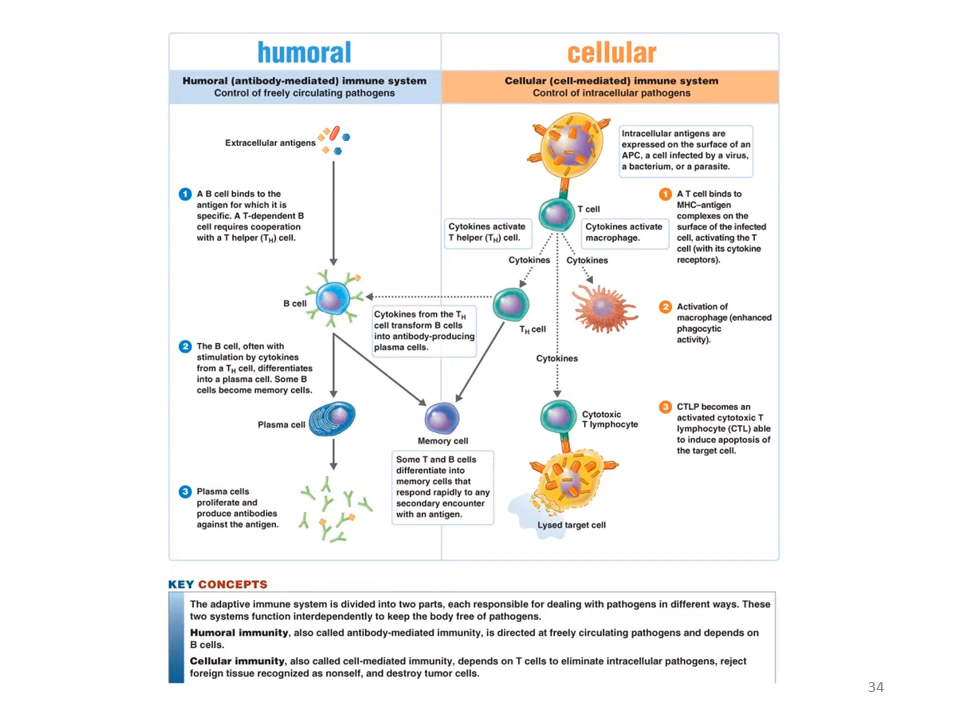 humoral
cellular
Humoral (antibody-mediated) immune system
Control of freely circulating pathogens
Cellular (cell-mediated) immune system
Control of intracellular pathogens
Extracellular antigens
1 A B cell binds to the
antigen for which it is
specific. A T-dependent B
cell requires cooperation
with a T helper (TH) cell.
B cell
2 The B cell, often with
stimulation by cytokines
from a TH cell, differentiates
into a plasma cell. Some B
cells become memory cells.
Plasma cell
3 Plasma cells
proliferate and
produce antibodies
against the antigen.
Cytokines from the TH
cell transform B cells
into antibody-producing
plasma cells.
Memory cell
Some T and B cells
differentiate into
memory cells that
respond rapidly to any
secondary encounter
with an antigen.
Intracellular antigens are
expressed on the surface of an
APC, a cell infected by a virus,
a bacterium, or a parasite.
T cell
Cytokines activate
T helper (TH) cell.
Cytokines activate
macrophage.
Cytokines
Cytokines
TH cell
Cytokines
Cytotoxic
T lymphocyte
Lysed target cell
1 A T cell binds to
MHC–antigen
complexes on the
surface of the infected
cell, activating the T
cell (with its cytokine
receptors).
2 Activation of
macrophage (enhanced
phagocytic
activity).
3 CTLP becomes an
activated cytotoxic T
lymphocyte (CTL) able
to induce apoptosis of
the target cell.
KEY CONCEPTS
The adaptive immune system is divided into two parts, each responsible for dealing with pathogens in different ways. These
two systems function interdependently to keep the body free of pathogens.
Humoral immunity, also called antibody-mediated immunity, is directed at freely circulating pathogens and depends on
B cells.
Cellular immunity, also called cell-mediated immunity, depends on T cells to eliminate intracellular pathogens, reject
foreign tissue recognized as nonself, and destroy tumor cells.
34